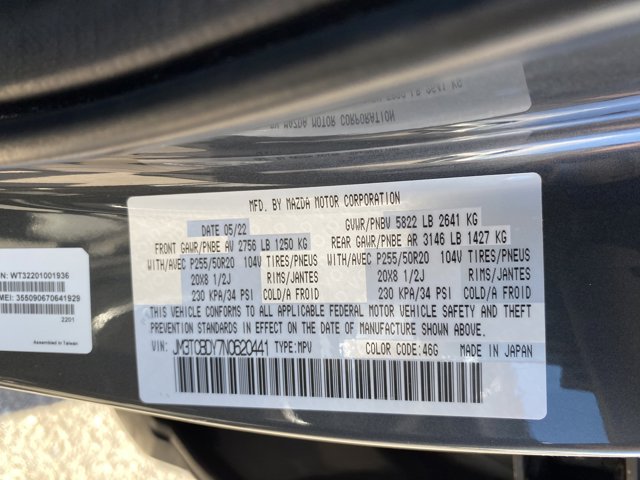 MFD. BY MAZDA MOTOR CORPORATION
DATE 05/22 GVWR/PNBV 5822 LB 2641 KG
FRONT GAWR/PNBE AV 2756 LB 1250 KG REAR GAWR/PNBE AR 3146 LB 1427 KG
WITH/AVEC P255/50R20 104V TIRES/PNEUS WITH/AVEC P255/50R20 104V TIRES/PNEUS
20X8 1/2J RIMS/JANTES 20X8 1/2J RIMS/JANTES
230 KPA/34 PSI COLD/A FROID 230 KPA/34 PSI COLD/A FROID
THIS VEHICLE CONFORMS TO ALL APPLICABLE FEDERAL MOTOR VEHICLE SAFETY AND THEFT
PREVENTION STANDARDS IN EFFECT ON THE DATE OF MANUFACTURE SHOWN ABOVE.
VIN: JM3TCBDY7N0620441 TYPE:MPV COLOR CODE:46G MADE IN JAPAN
N: WT32201001936
MEI: 355090670641929
2201
Assembled in Taiwan